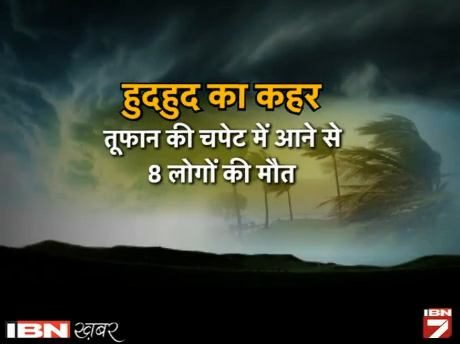 हुदहुद का कहर
तूफान की चपेट में आने से
8 लोगों की मौत
IBN ख़बर
IBN
7